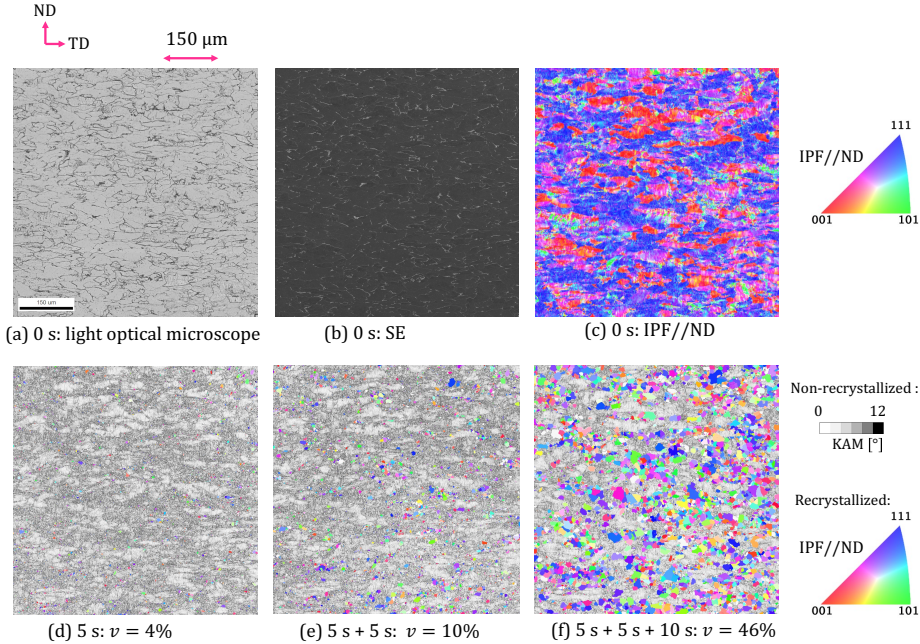 ND
TD
150 μm
150 um
111
IPF//ND
001
101
(a) 0 s: light optical microscope
(b) 0 s: SE
(c) 0 s: IPF//ND
Non-recrystallized :
0
12
KAM [°]
Recrystallized:
111
IPF//ND
001
101
(d) 5 s: v = 4%
(e) 5 s + 5 s: v = 10%
(f) 5 s + 5 s + 10 s: v = 46%